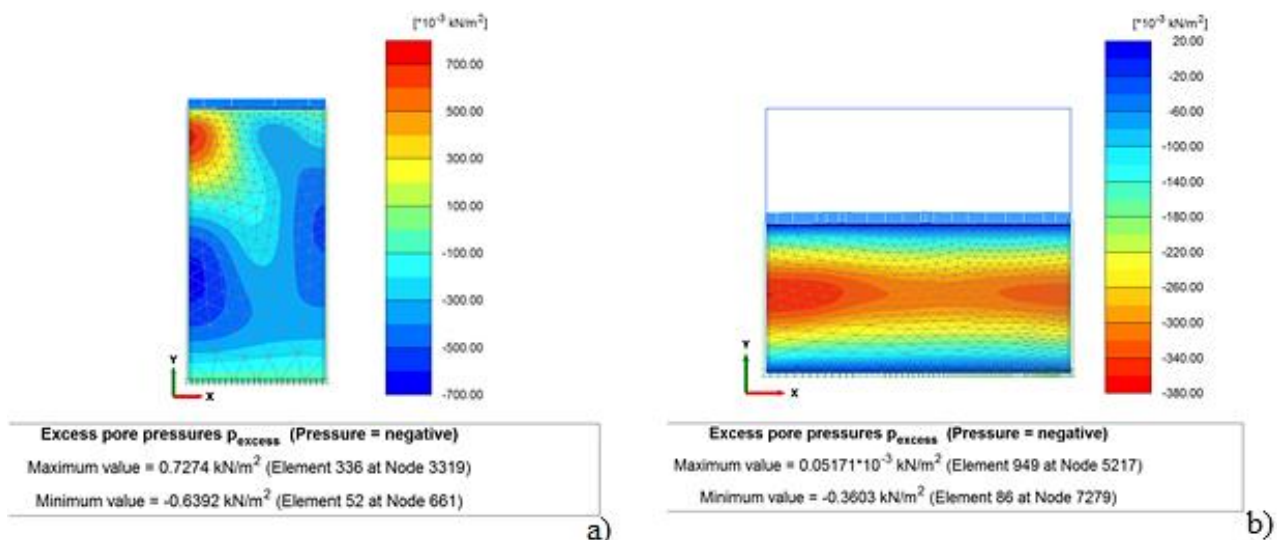 [*10⁻³ kN/m²]
700.00
500.00
300.00
100.00
-100.00
-300.00
-500.00
-700.00
Y
X
Excess pore pressures p_excess (Pressure = negative)
Maximum value = 0.7274 kN/m² (Element 336 at Node 3319)
Minimum value = -0.6392 kN/m² (Element 52 at Node 661)
a)
[*10⁻³ kN/m²]
20.00
-20.00
-60.00
-100.00
-140.00
-180.00
-220.00
-260.00
-300.00
-340.00
-380.00
Y
X
Excess pore pressures p_excess (Pressure = negative)
Maximum value = 0.05171*10⁻³ kN/m² (Element 949 at Node 5217)
Minimum value = -0.3603 kN/m² (Element 86 at Node 7279)
b)